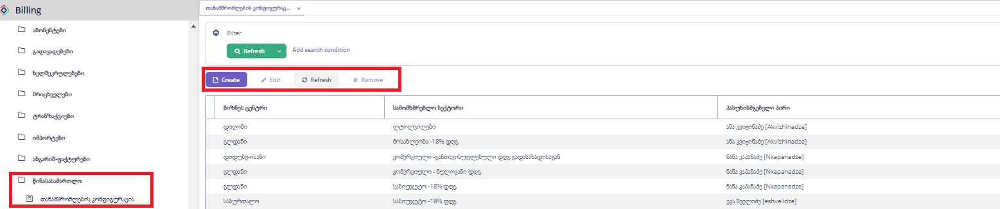 Billing
აბონენტები
გადავადებები
ხელშეკრულებები
მრიცხველები
ტრანზაქციები
იმპორტები
ანგარიშ-ფაქტურები
წინასასამართლო
თანამშრომლების კონფიგურაცია
თანამშრომლების კონფიგურაც... ×
Filter
Refresh Add search condition
Create Edit Refresh Remove
ბიზნეს ცენტრი სამომხმრებლო სექტორი პასუხისმგებელი პირი
დიღომი ლტოლვილები ანა კვიჟინაძე [Akvizhinadze]
გლდანი მოსახლეობა -18% დღგ ანა კვიჟინაძე [Akvizhinadze]
დიდუბე-ისანი კომერციული -განთავისუფლებული დღგ გადასახადისაგან ნანა კაპანაძე [Nkapanadze]
გლდანი კომერციული - ნულოვანი დღგ ნანა კაპანაძე [Nkapanadze]
გლდანი საბიუჯეტო -18% დღგ ნანა კაპანაძე [Nkapanadze]
საბურთალო საბიუჯეტო -18% დღგ ეკა შველიძე [eshvelidze]